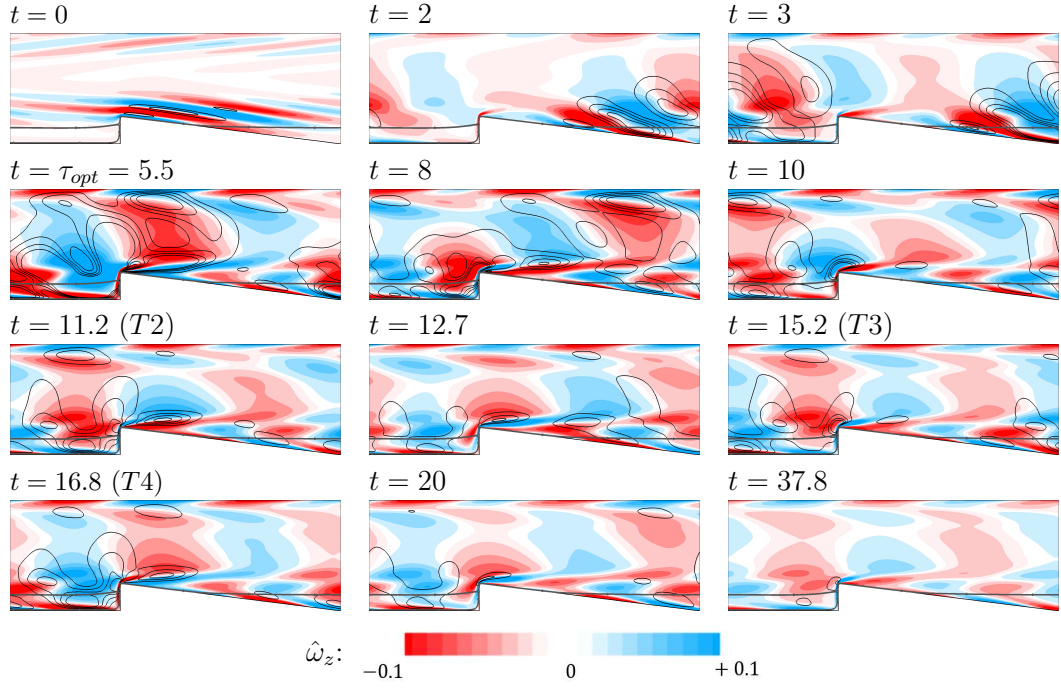 t = 0 t = 2 t = 3
t = τ_opt = 5.5 t = 8 t = 10
t = 11.2 (T2) t = 12.7 t = 15.2 (T3)
t = 16.8 (T4) t = 20 t = 37.8
ω̂_z:
−0.1 0 +0.1